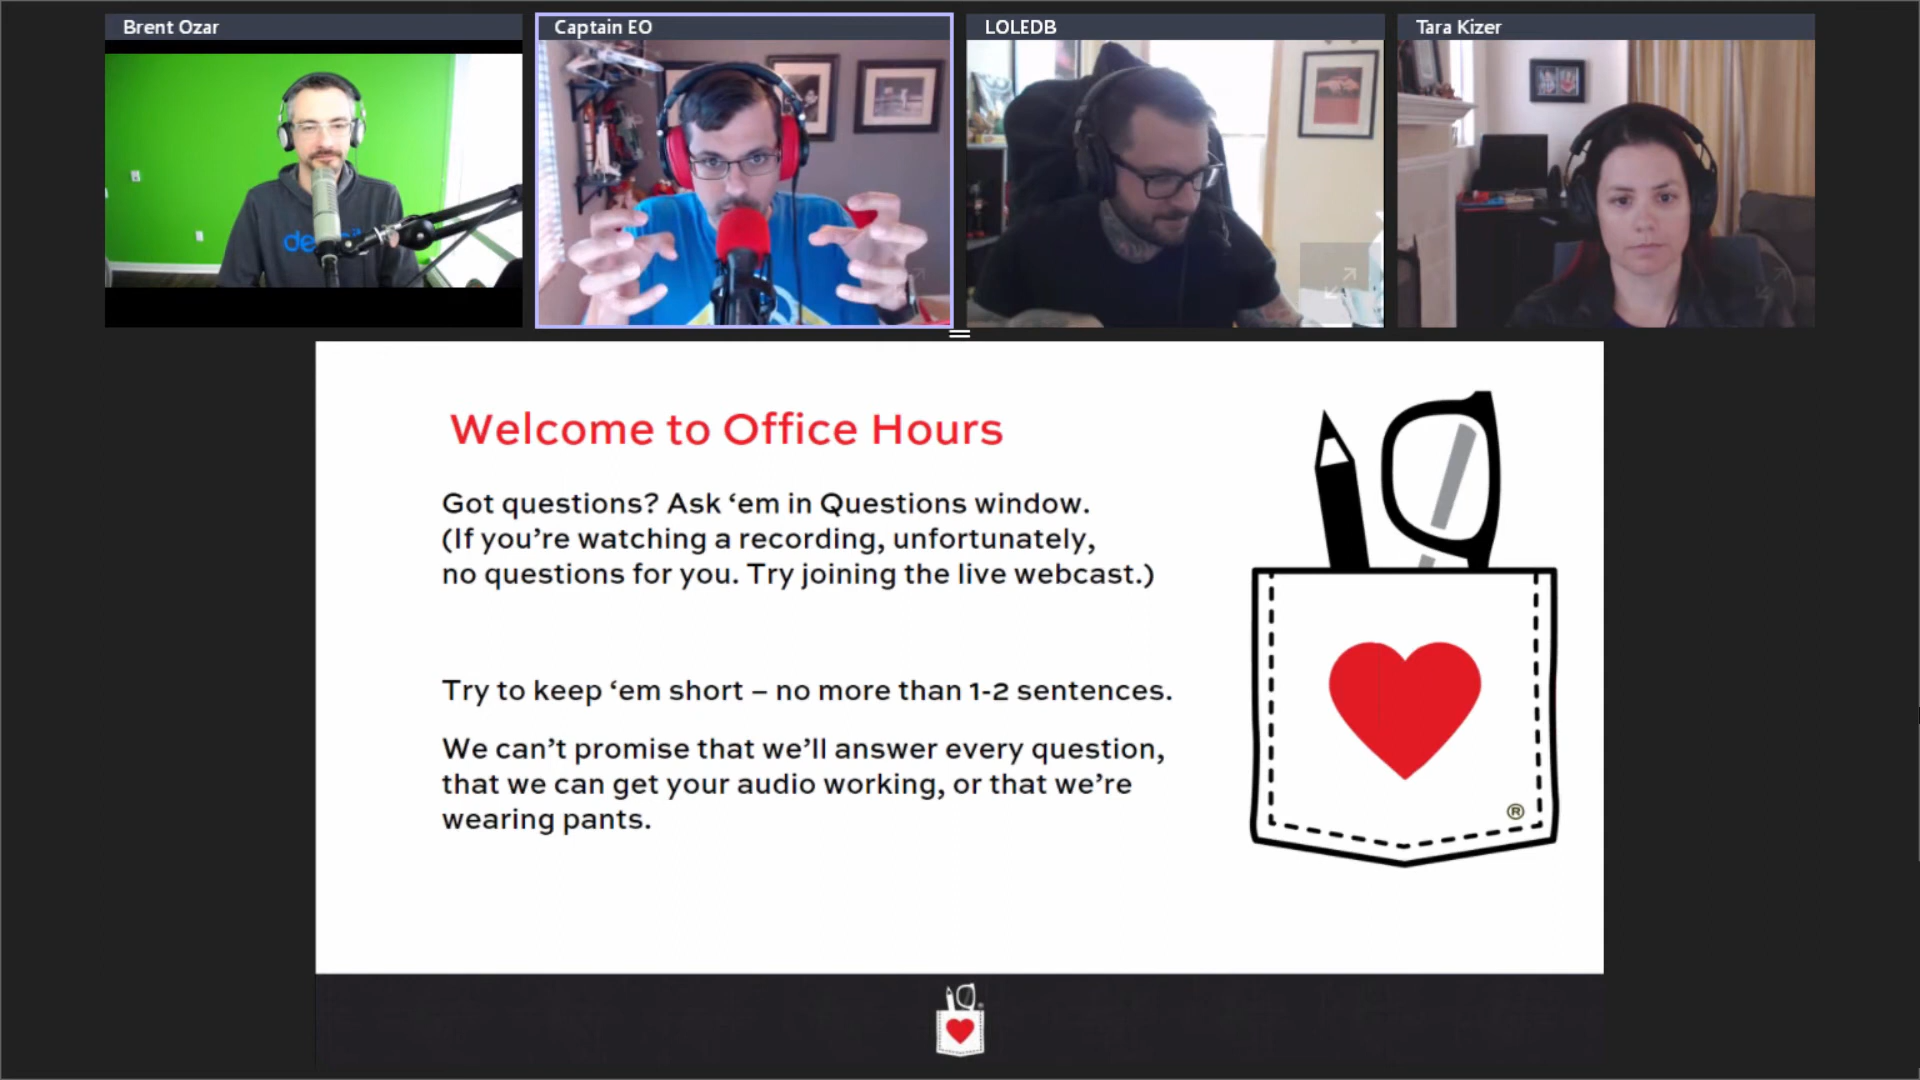 Brent Ozar
Captain EO
LOLEDB
Tara Kizer
Welcome to Office Hours
Got questions? Ask ‘em in Questions window.
(If you’re watching a recording, unfortunately,
no questions for you. Try joining the live webcast.)
Try to keep ‘em short – no more than 1-2 sentences.
We can’t promise that we’ll answer every question,
that we can get your audio working, or that we’re
wearing pants.
®